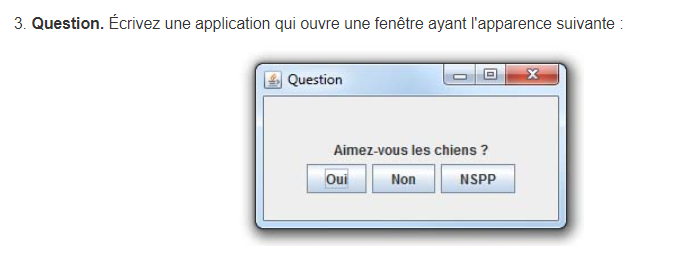 3. Question. Écrivez une application qui ouvre une fenêtre ayant l'apparence suivante :
Question
Aimez-vous les chiens ?
Oui Non NSPP